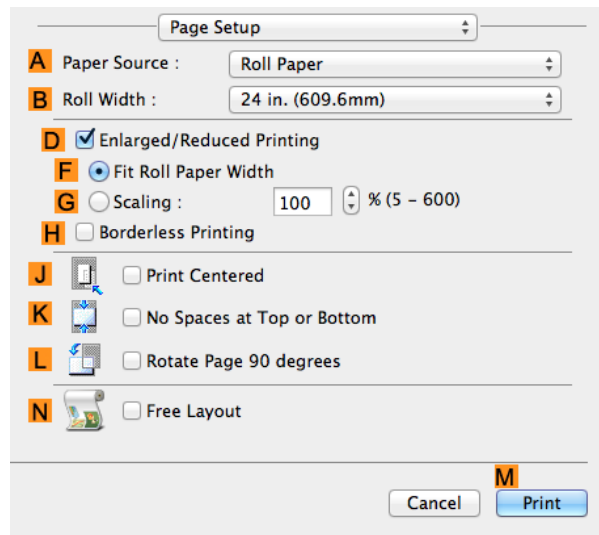 Page Setup
A Paper Source : Roll Paper
B Roll Width : 24 in. (609.6mm)
D Enlarged/Reduced Printing
F Fit Roll Paper Width
G Scaling : 100 % (5 – 600)
H Borderless Printing
J Print Centered
K No Spaces at Top or Bottom
L Rotate Page 90 degrees
N Free Layout
M
Cancel Print